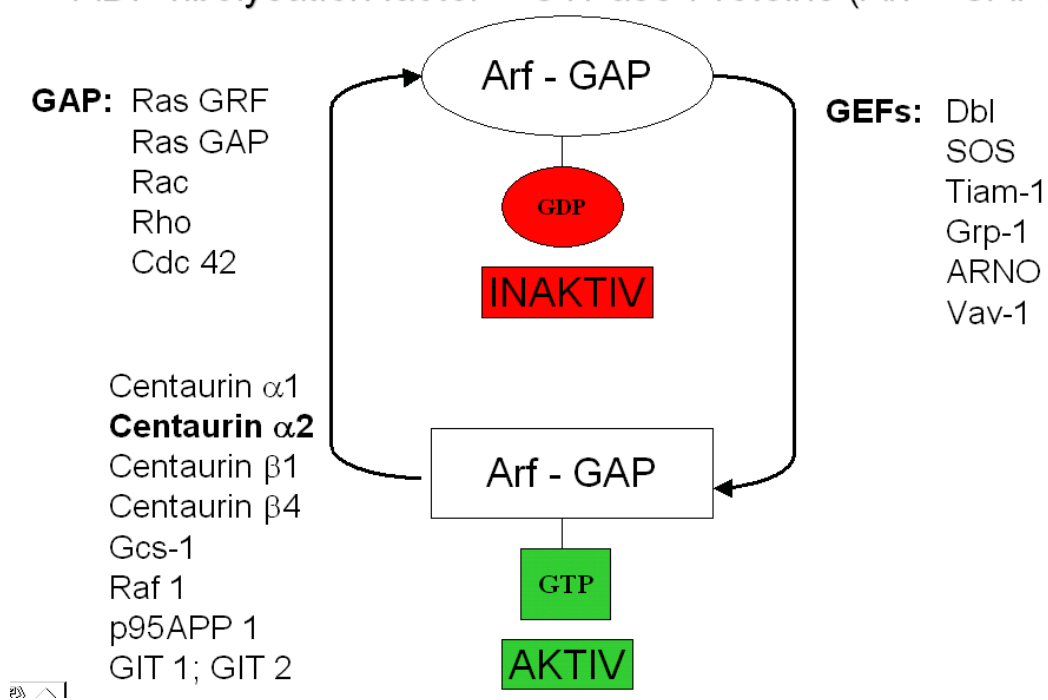 Arf - GAP
GDP
INAKTIV
GAP: Ras GRF
Ras GAP
Rac
Rho
Cdc 42
GEFs: Dbl
SOS
Tiam-1
Grp-1
ARNO
Vav-1
Centaurin α1
Centaurin α2
Centaurin β1
Centaurin β4
Gcs-1
Raf 1
p95APP 1
GIT 1; GIT 2
Arf - GAP
GTP
AKTIV